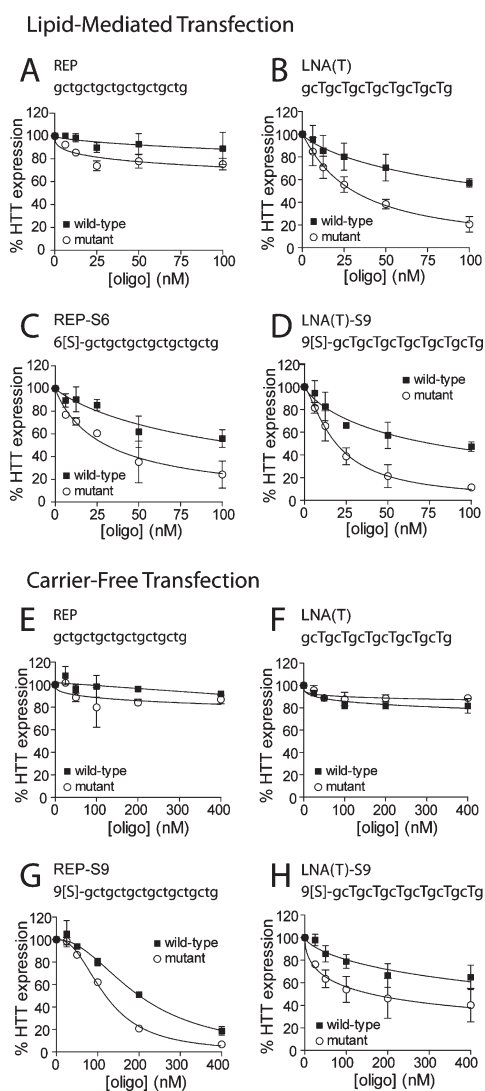 Lipid-Mediated Transfection
A REP
gctgctgctgctgctgctg
% HTT expression
120
100
80
60
40
20
0
wild-type
mutant
0 25 50 75 100
[oligo] (nM)
B LNA(T)
gcTgcTgcTgcTgcTgcTg
% HTT expression
120
100
80
60
40
20
0
wild-type
mutant
0 25 50 75 100
[oligo] (nM)
C REP-S6
6[S]-gctgctgctgctgctgctg
% HTT expression
120
100
80
60
40
20
0
wild-type
mutant
0 25 50 75 100
[oligo] (nM)
D LNA(T)-S9
9[S]-gcTgcTgcTgcTgcTgcTg
% HTT expression
120
100
80
60
40
20
0
wild-type
mutant
0 25 50 75 100
[oligo] (nM)
Carrier-Free Transfection
E REP
gctgctgctgctgctgctg
% HTT expression
120
100
80
60
40
20
0
wild-type
mutant
0 100 200 300 400
[oligo] (nM)
F LNA(T)
gcTgcTgcTgcTgcTgcTg
% HTT expression
120
100
80
60
40
20
0
wild-type
mutant
0 100 200 300 400
[oligo] (nM)
G REP-S9
9[S]-gctgctgctgctgctgctg
% HTT expression
120
100
80
60
40
20
0
wild-type
mutant
0 100 200 300 400
[oligo] (nM)
H LNA(T)-S9
9[S]-gcTgcTgcTgcTgcTgcTg
% HTT expression
120
100
80
60
40
20
0
wild-type
mutant
0 100 200 300 400
[oligo] (nM)